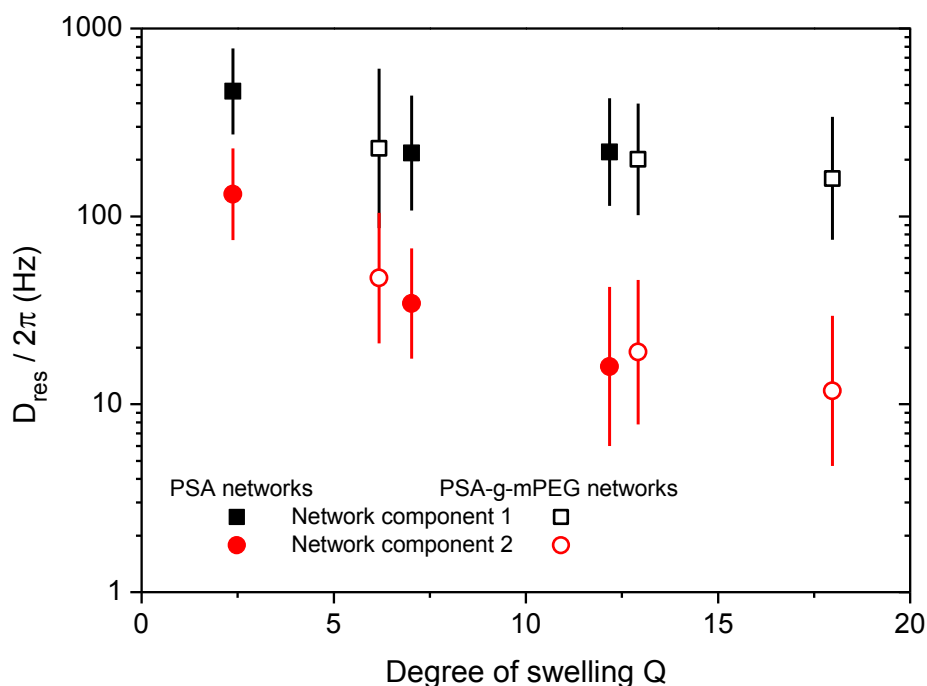 1000
100
10
1
D_res / 2π (Hz)
PSA networks PSA-g-mPEG networks
Network component 1
Network component 2
0 5 10 15 20
Degree of swelling Q